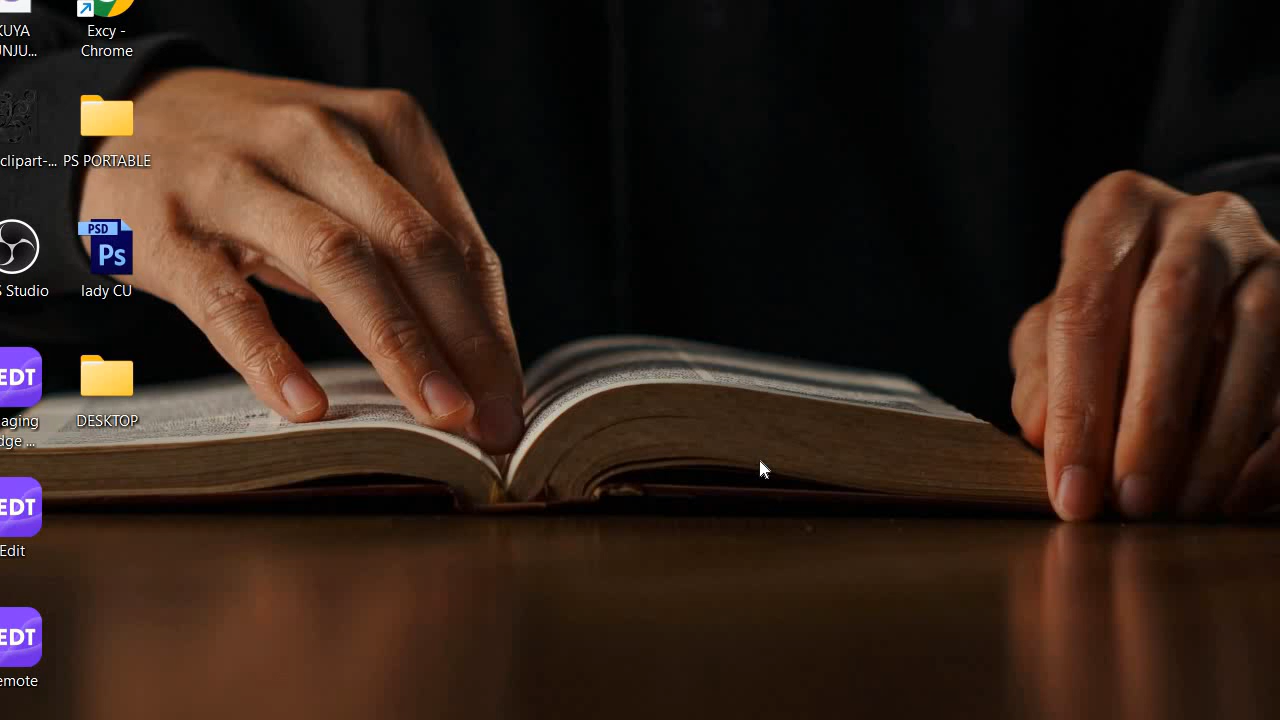 KUYA
UNJU...
Excy -
Chrome
clipart-...
PS PORTABLE
S Studio
PSD
Ps
lady CU
EDT
aging
dge ...
DESKTOP
EDT
Edit
EDT
emote